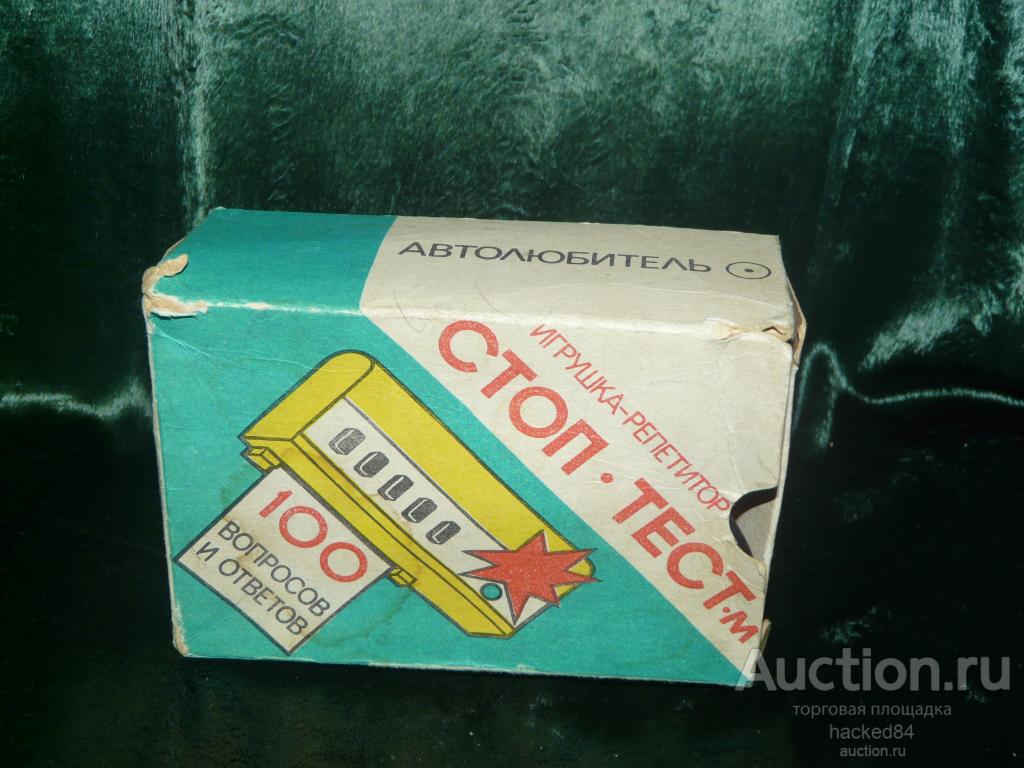 АВТОЛЮБИТЕЛЬ
ИГРУШКА-РЕПЕТИТОР
СТОП·ТЕСТ·м
100
ВОПРОСОВ
И ОТВЕТОВ
Auction.ru
торговая площадка
hacked84
auction.ru